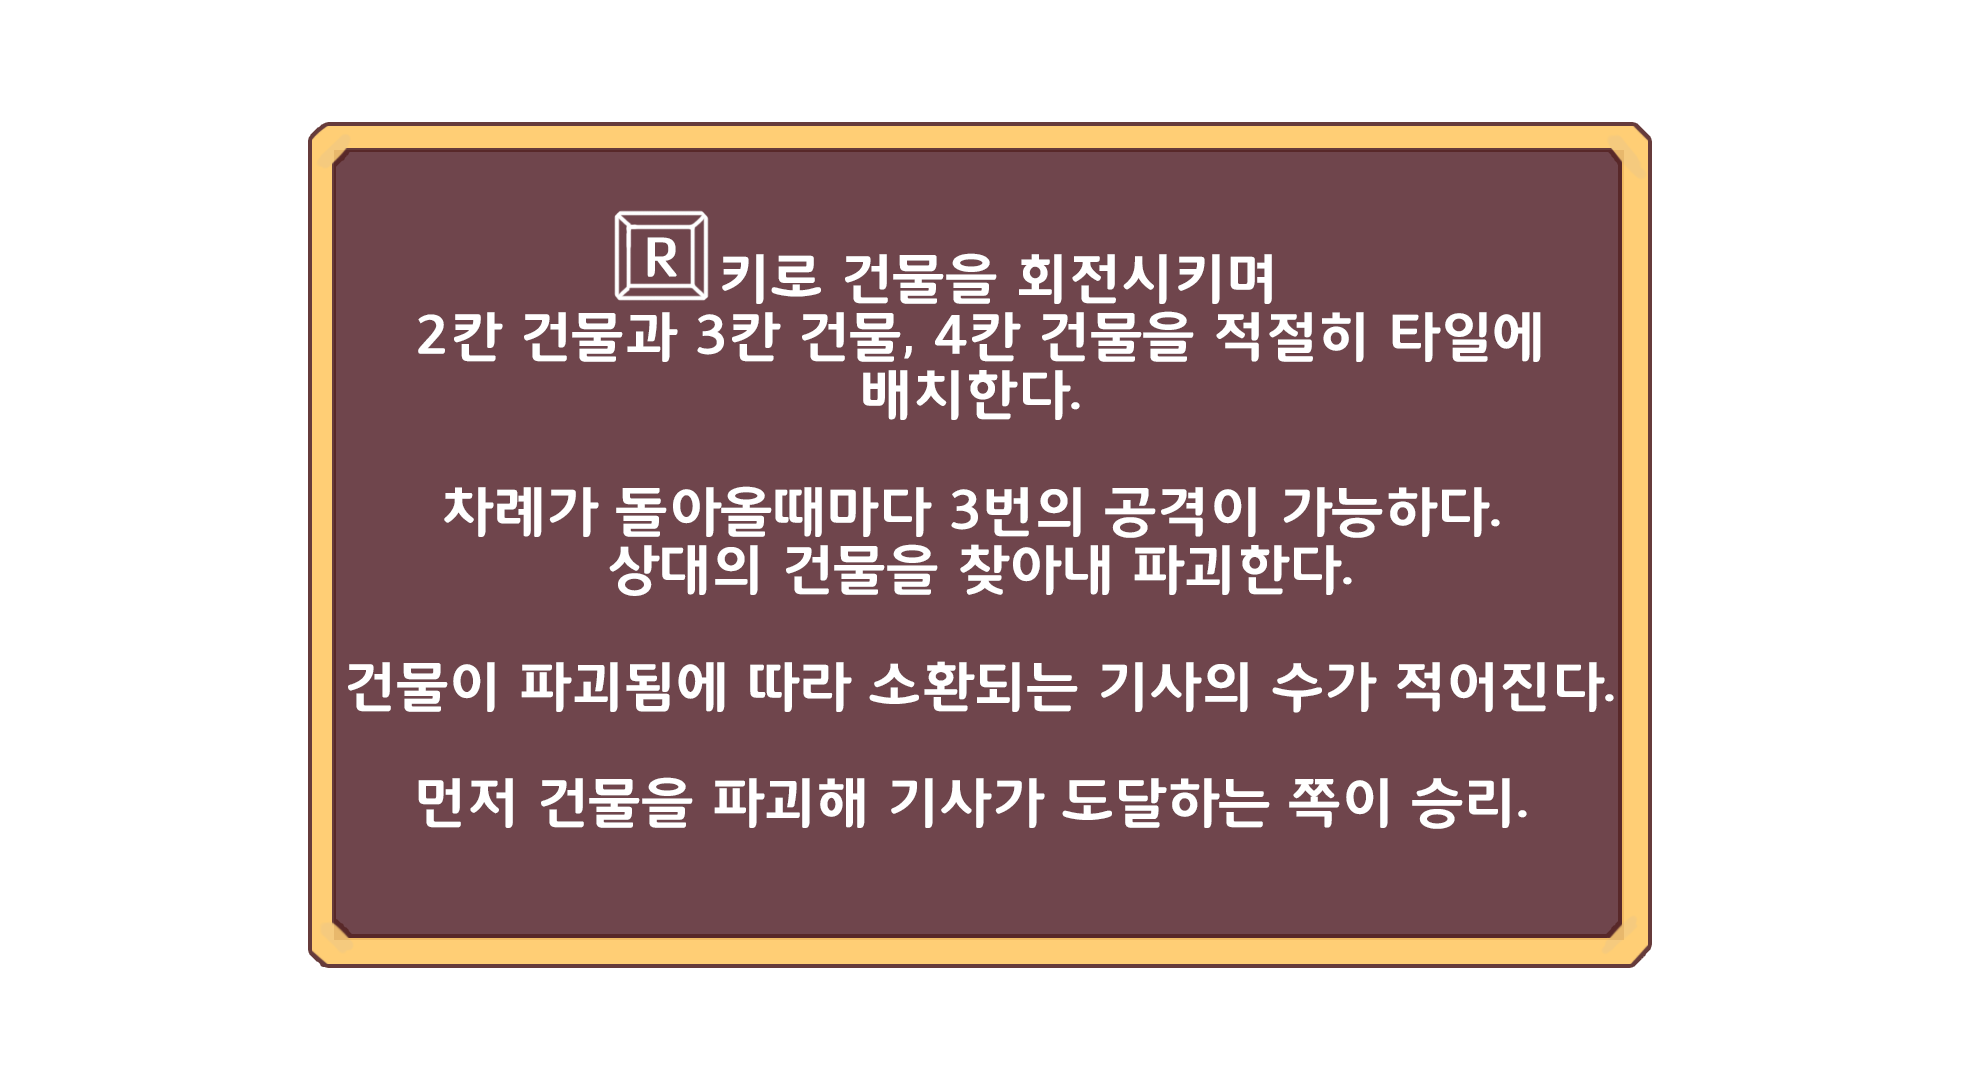 R 키로 건물을 회전시키며
2칸 건물과 3칸 건물, 4칸 건물을 적절히 타일에
배치한다.
차례가 돌아올때마다 3번의 공격이 가능하다.
상대의 건물을 찾아내 파괴한다.
건물이 파괴됨에 따라 소환되는 기사의 수가 적어진다.
먼저 건물을 파괴해 기사가 도달하는 쪽이 승리.